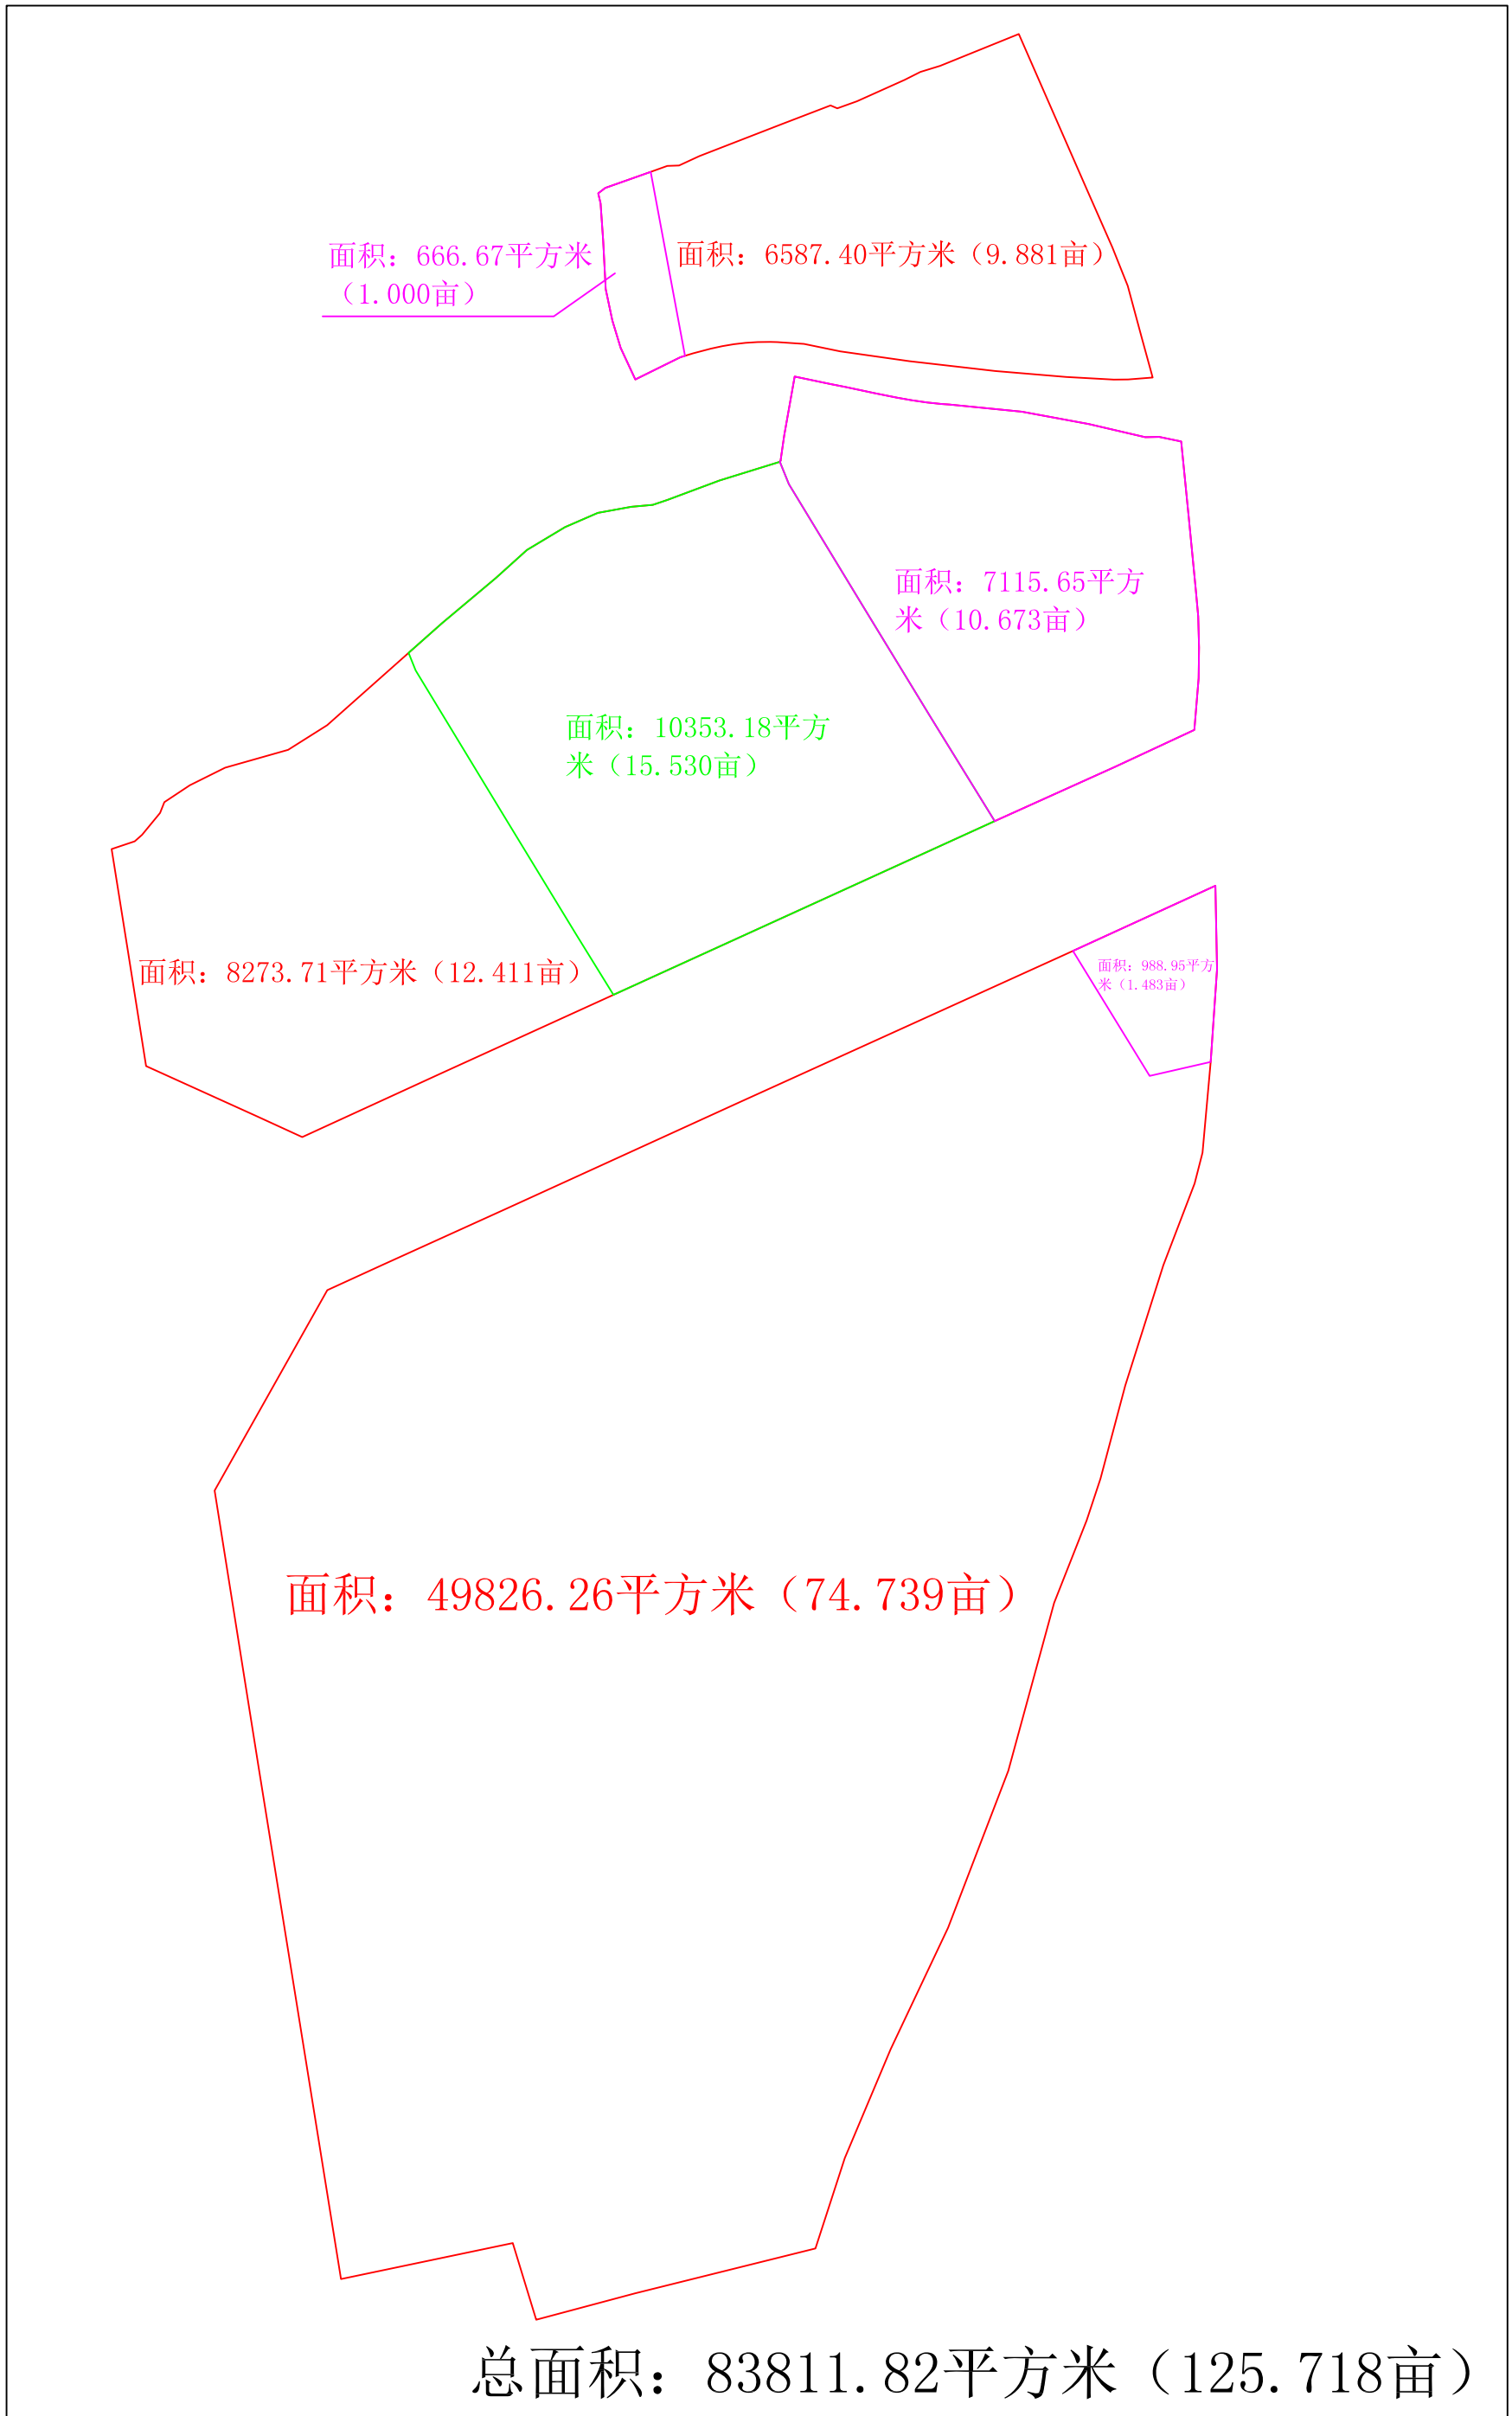 面积：666.67平方米
（1.000亩）
面积：6587.40平方米（9.881亩）
面积：7115.65平方
米（10.673亩）
面积：10353.18平方
米（15.530亩）
面积：8273.71平方米（12.411亩）
面积：988.95平方
米（1.483亩）
面积：49826.26平方米（74.739亩）
总面积：83811.82平方米（125.718亩）